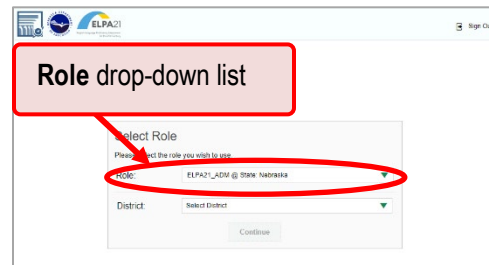 ELPA21
Sign Ou
Role drop-down list
Select Role
Please select the role you wish to use
Role:
ELPA21_ADM @ State: Nebraska
District:
Select District
Continue